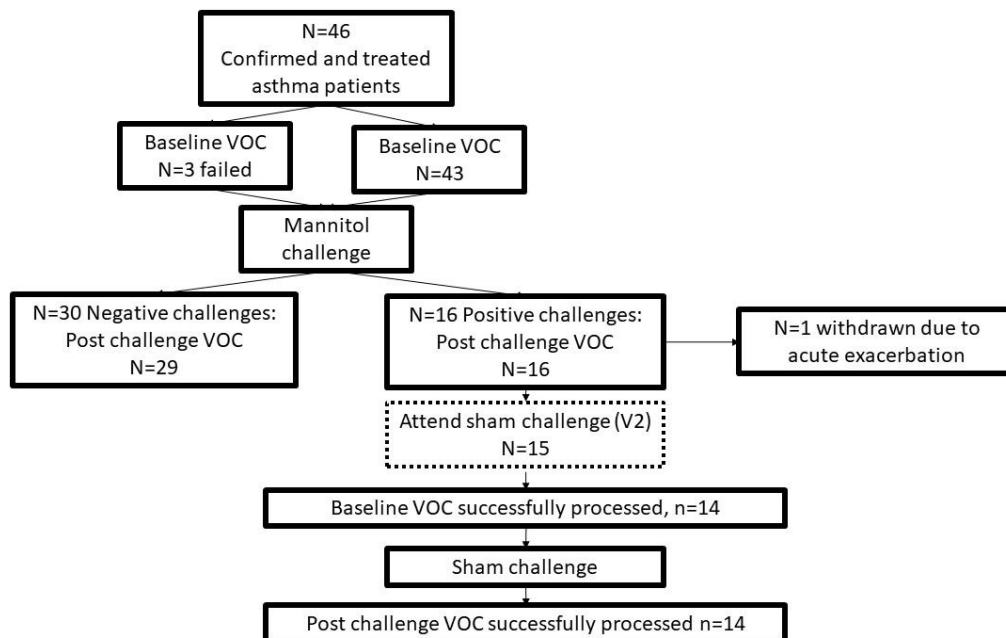 N=46
Confirmed and treated
asthma patients
Baseline VOC
N=3 failed
Baseline VOC
N=43
Mannitol
challenge
N=30 Negative challenges:
Post challenge VOC
N=29
N=16 Positive challenges:
Post challenge VOC
N=16
N=1 withdrawn due to
acute exacerbation
Attend sham challenge (V2)
N=15
Baseline VOC successfully processed, n=14
Sham challenge
Post challenge VOC successfully processed n=14